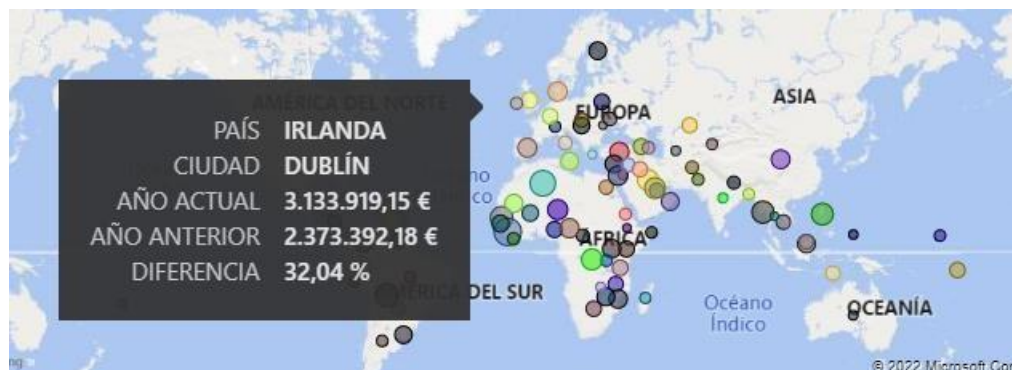 AMÉRICA DEL NORTE
EUROPA
ASIA
PAÍS IRLANDA
CIUDAD DUBLÍN
AÑO ACTUAL 3.133.919,15 €
AÑO ANTERIOR 2.373.392,18 €
DIFERENCIA 32,04 %
ÁFRICA
AMÉRICA DEL SUR
Océano
Índico
OCEANÍA
© 2022 Microsoft Cor